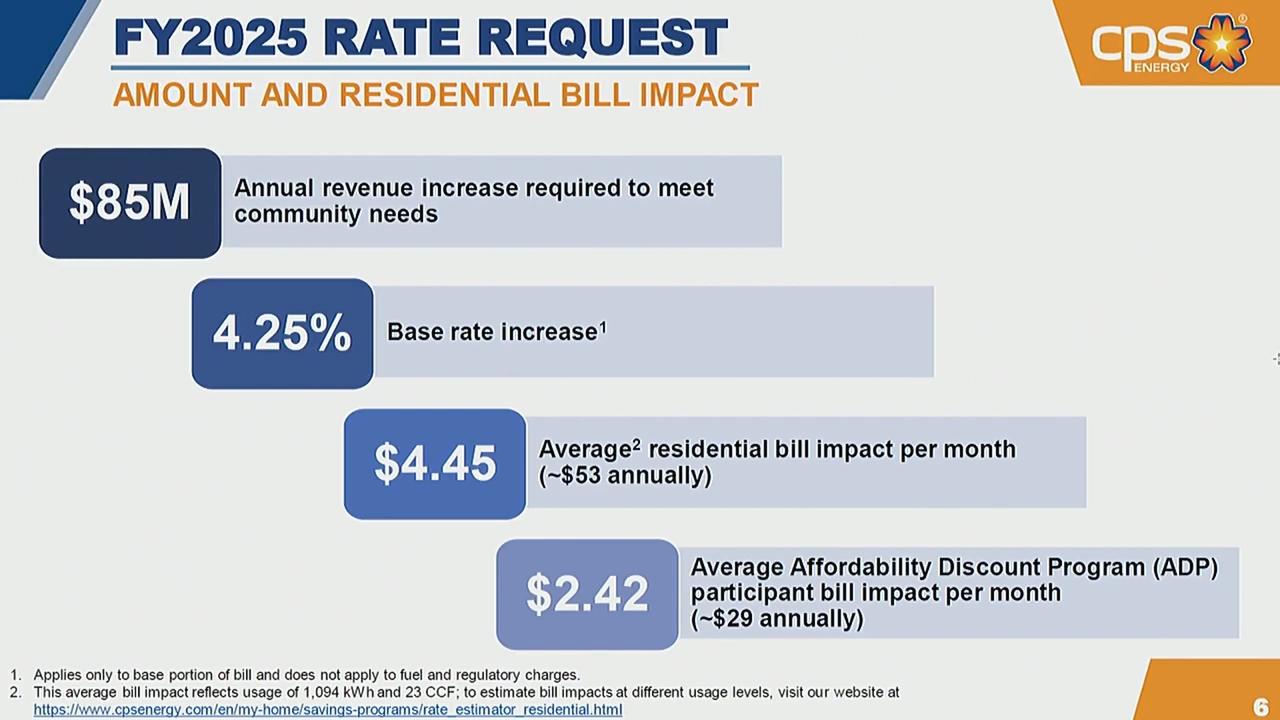 FY2025 RATE REQUEST
AMOUNT AND RESIDENTIAL BILL IMPACT
cps
ENERGY
®
$85M
Annual revenue increase required to meet
community needs
4.25%
Base rate increase¹
$4.45
Average² residential bill impact per month
(~$53 annually)
$2.42
Average Affordability Discount Program (ADP)
participant bill impact per month
(~$29 annually)
1. Applies only to base portion of bill and does not apply to fuel and regulatory charges.
2. This average bill impact reflects usage of 1,094 kWh and 23 CCF; to estimate bill impacts at different usage levels, visit our website at
https://www.cpsenergy.com/en/my-home/savings-programs/rate_estimator_residential.html
6